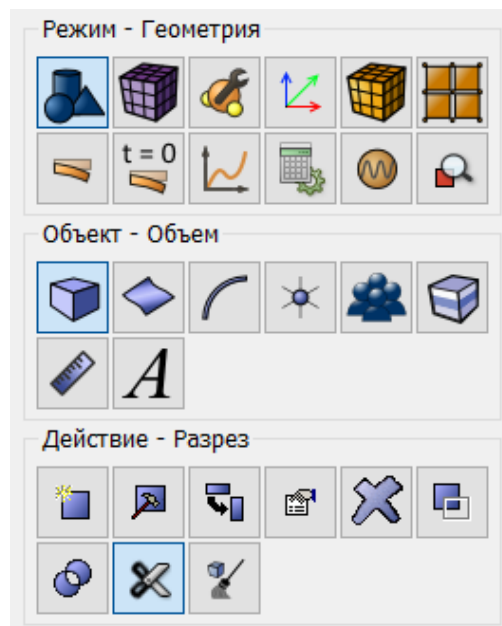 Режим - Геометрия
t = 0
Объект - Объем
A
Действие - Разрез